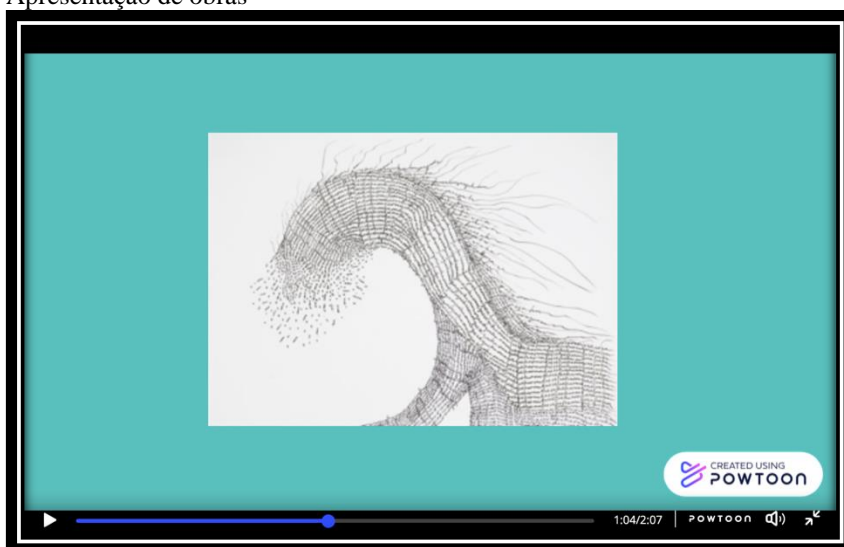 Apresentação de obras
CREATED USING
POWTOON
1:04/2:07 POWTOON